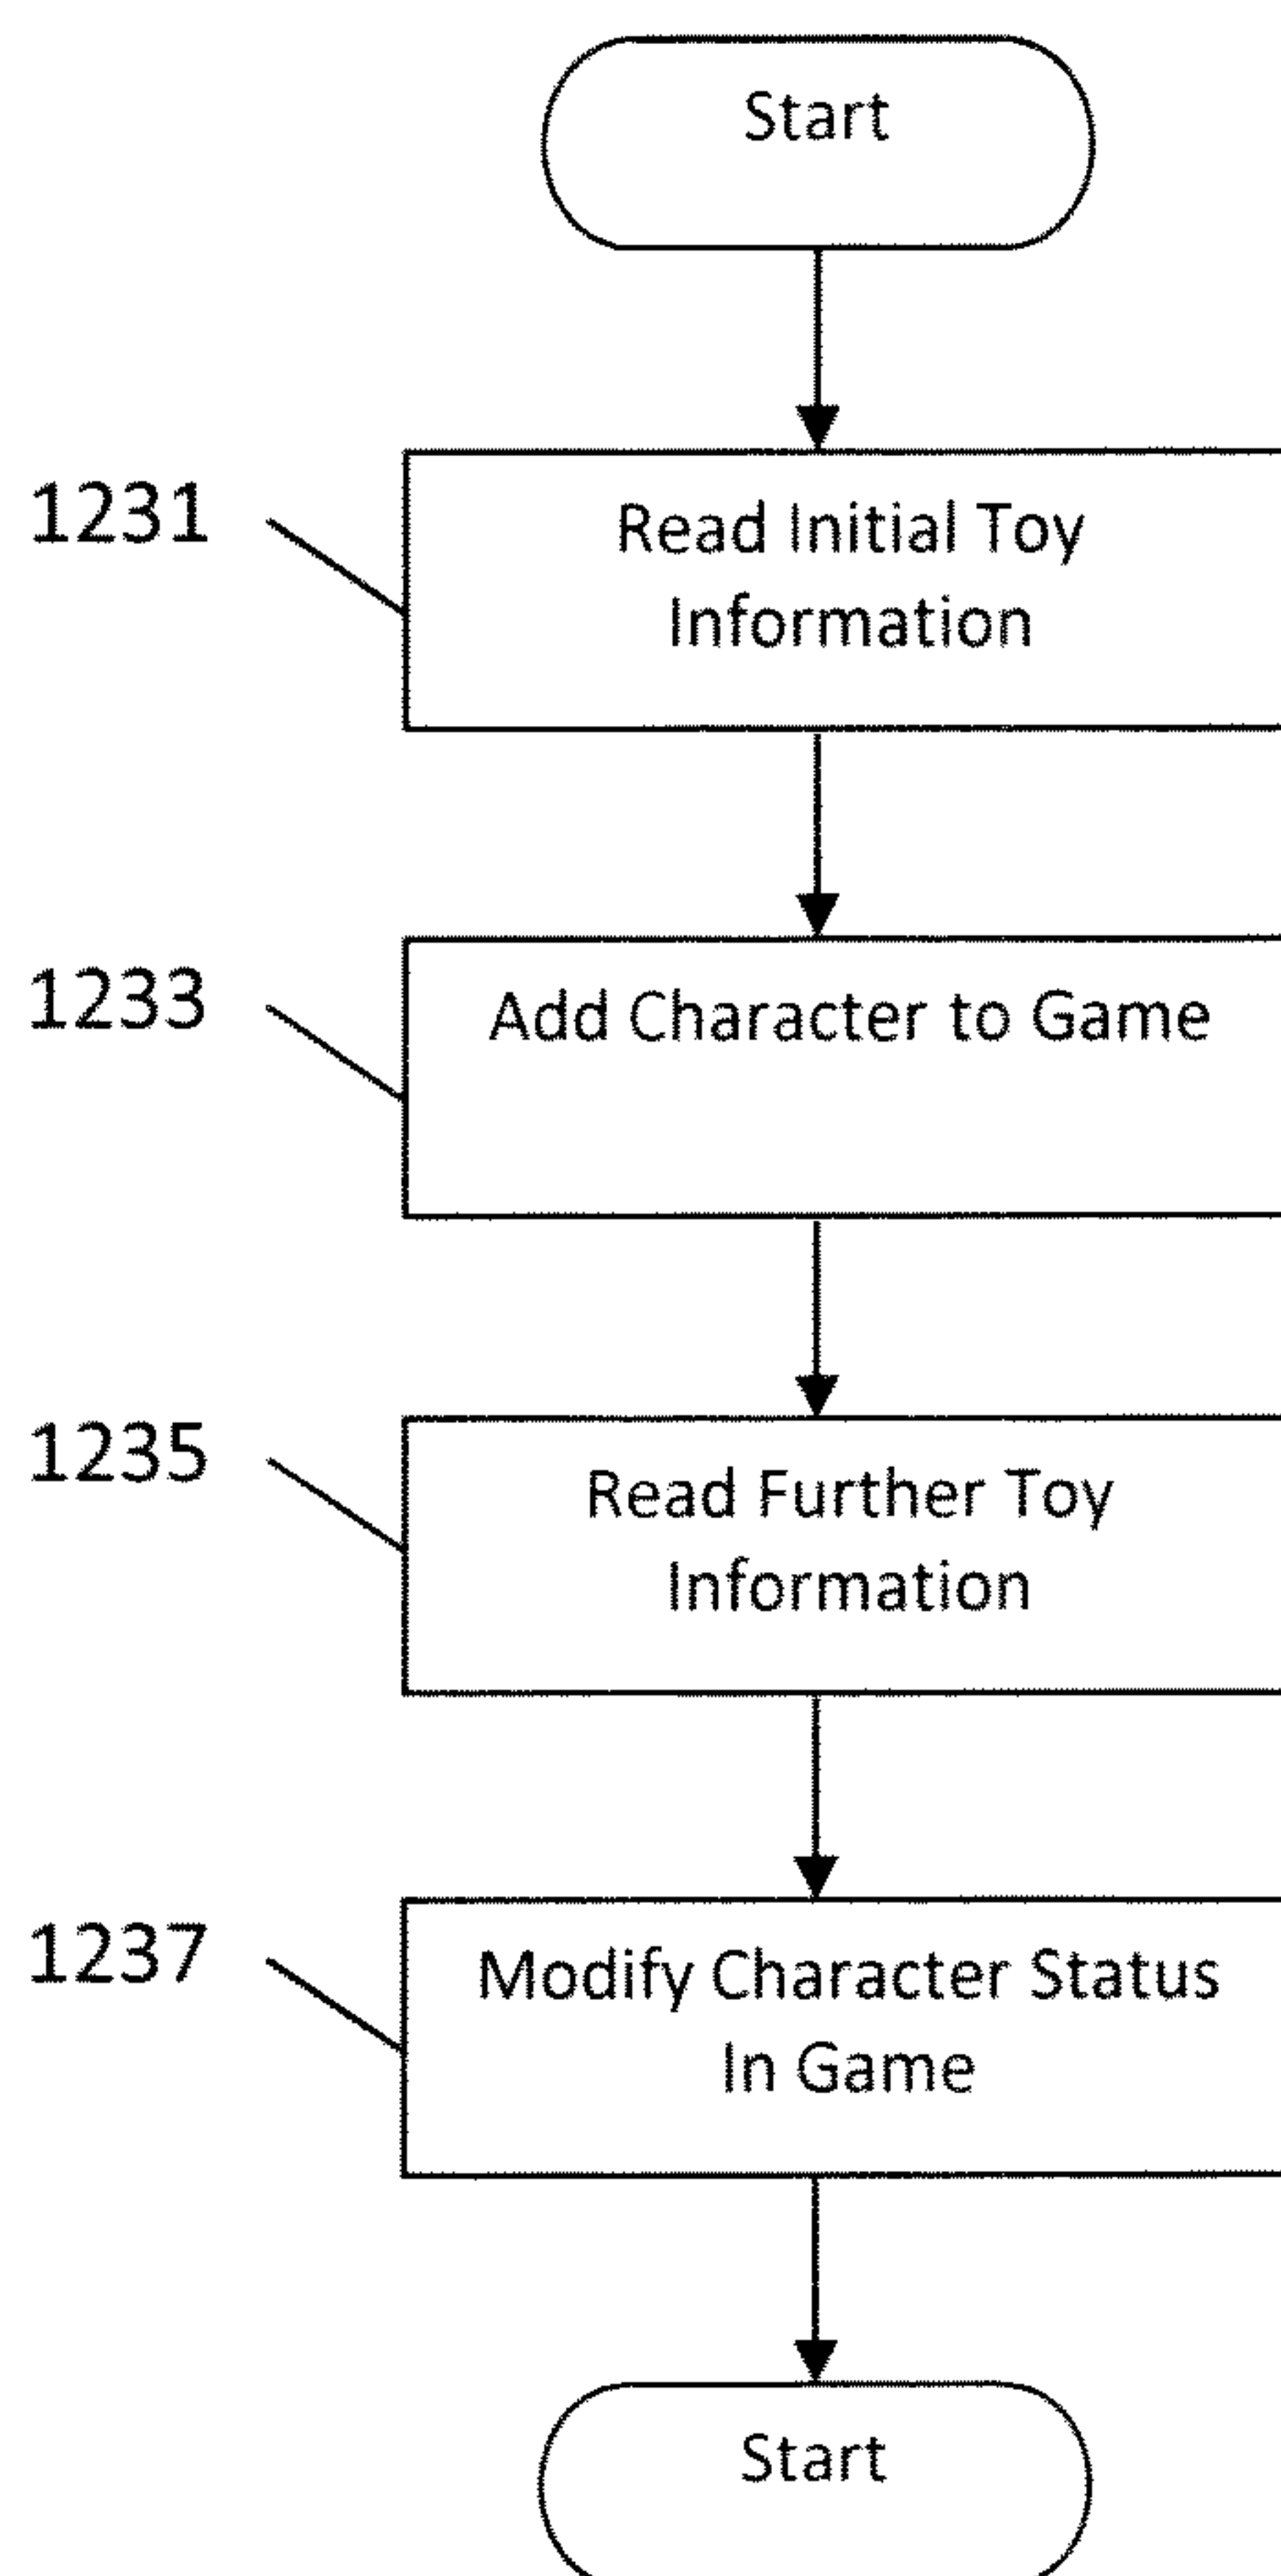 Start
1231
Read Initial Toy
Information
1233
Add Character to Game
1235
Read Further Toy
Information
1237
Modify Character Status
In Game
Start